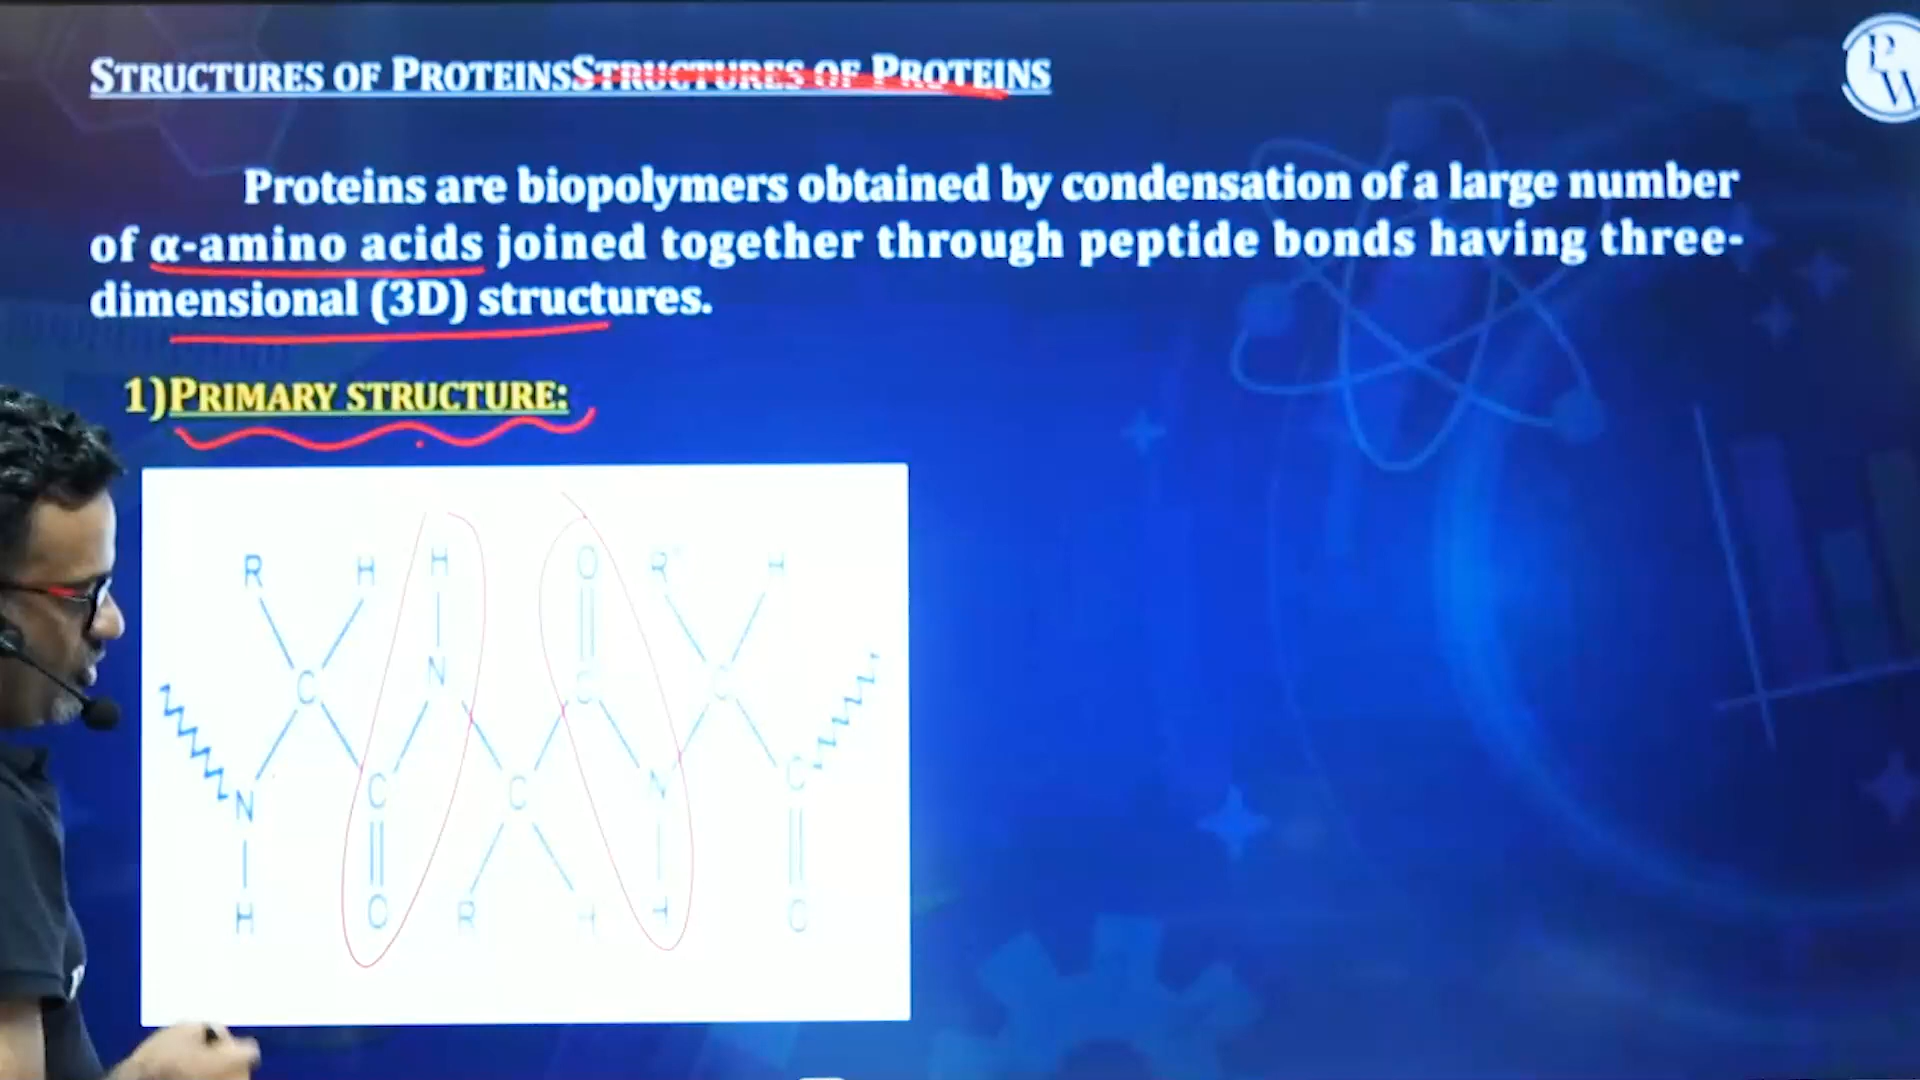 STRUCTURES OF PROTEINSSTRUCTURES OF PROTEINS
PW
Proteins are biopolymers obtained by condensation of a large number
of α-amino acids joined together through peptide bonds having three-
dimensional (3D) structures.
1)PRIMARY STRUCTURE:
R H H O R' H
N
C C C
N C C N C
H O R H H O